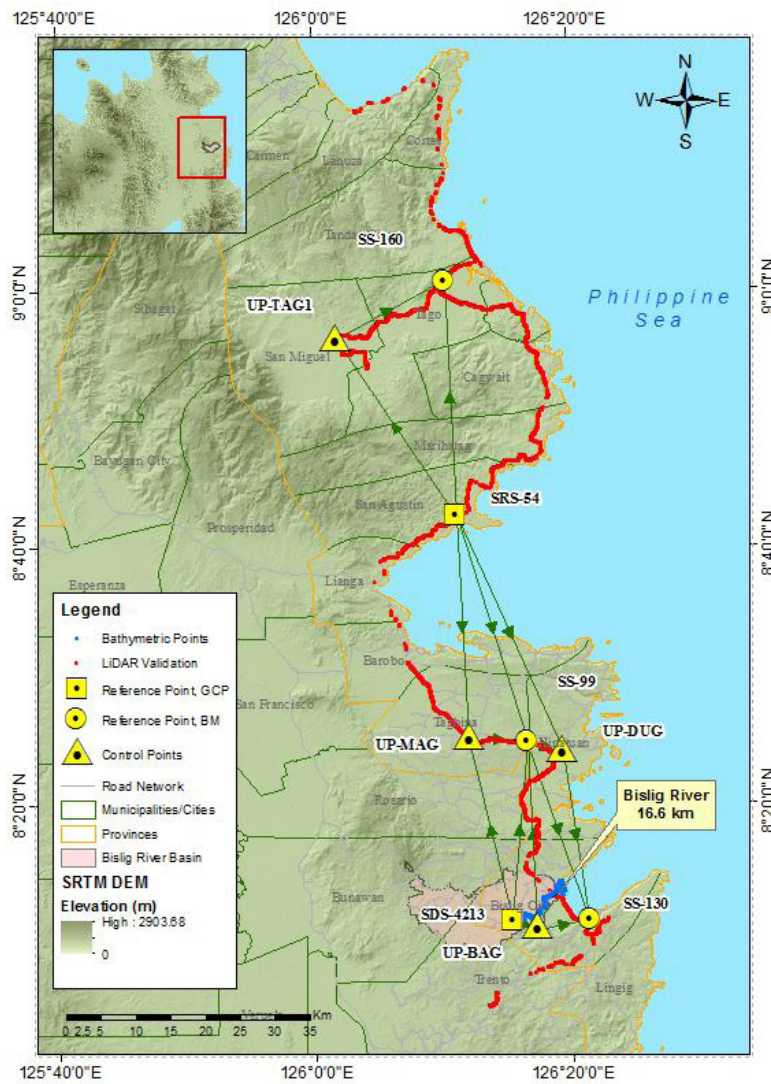 125°40'0"E
126°0'0"E
126°20'0"E
N
W
E
S
Carmen
Lanuza
Cortes
SS-160
9°0'0"N
9°0'0"N
Philippine
Sea
UP-TAG1
Tago
Sibagat
San Miguel
Cagwait
Marihatag
Bayugan City
San Agustin
SRS-54
Prosperidad
8°40'0"N
8°40'0"N
Lianga
Esperanza
Legend
Bathymetric Points
LiDAR Validation
Reference Point, GCP
Reference Point, BM
Control Points
Road Network
Municipalities/Cities
Provinces
Bislig River Basin
SRTM DEM
Elevation (m)
High : 2903.68
0
Barobo
SS-99
San Francisco
Tagbina
UP-MAG
UP-DUG
Hinatuan
8°20'0"N
8°20'0"N
Rosario
Bislig River
16.6 km
Bunawan
SDS-4213
SS-130
UP-BAG
Trento
Lingig
Km
0 2.5 5 10 15 20 25 30 35
125°40'0"E
126°0'0"E
126°20'0"E